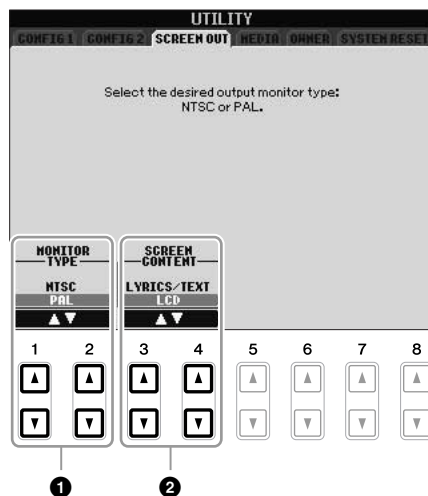 UTILITY
CONFIG 1 CONFIG 2 SCREEN OUT MEDIA OWNER SYSTEM RESET
Select the desired output monitor type:
NTSC or PAL.
MONITOR TYPE
SCREEN CONTENT
NTSC
PAL
LYRICS/TEXT
LCD
1 2 3 4 5 6 7 8
1 2